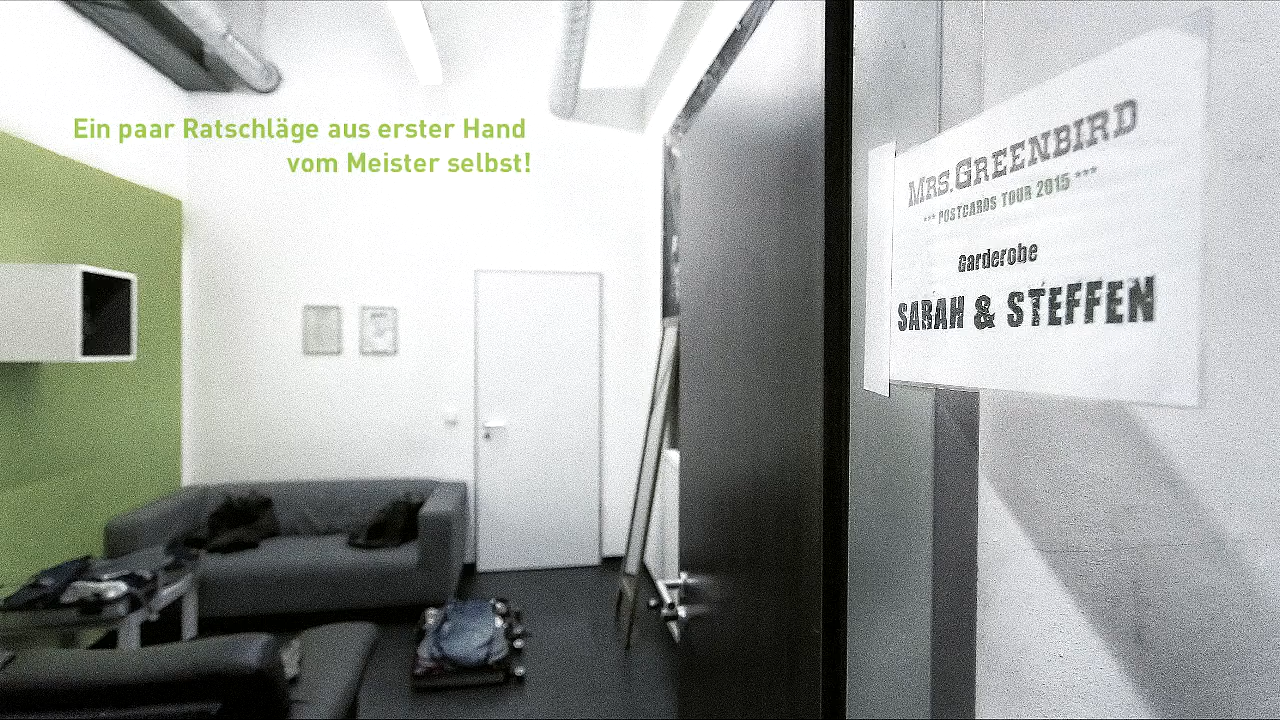 Ein paar Ratschläge aus erster Hand
vom Meister selbst!
MRS. GREENBIRD
*** POSTCARDS TOUR 2015 ***
Garderobe
SARAH & STEFFEN